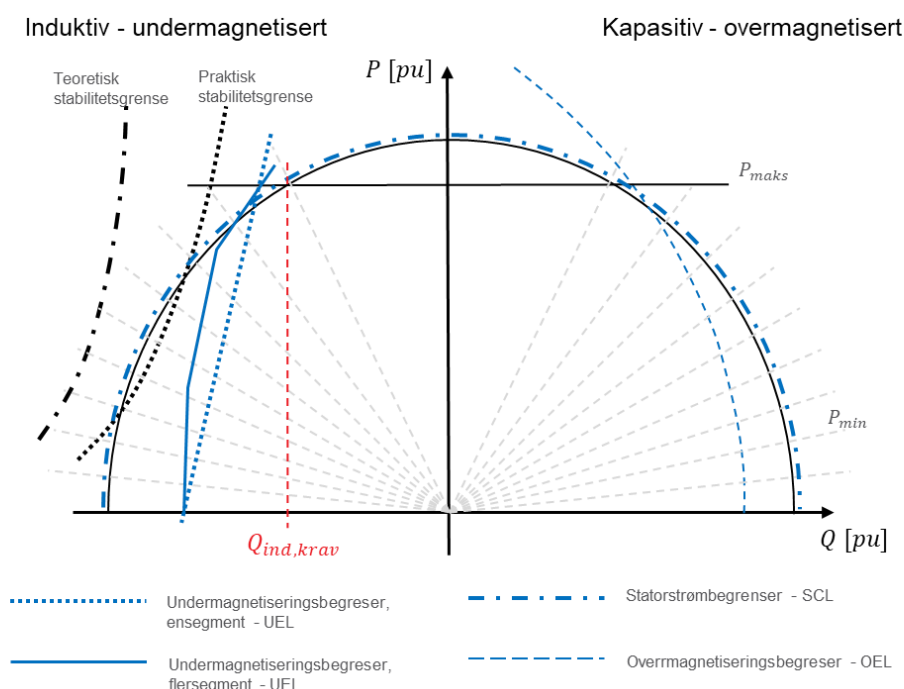 Induktiv - undermagnetisert
Kapasitiv - overmagnetisert
Teoretisk
stabilitetsgrense
Praktisk
stabilitetsgrense
P [pu]
P_maks
P_min
Q_ind,krav
Q [pu]
Undermagnetiseringsbegreser,
ensegment - UEL
Statorstrømbegrenser - SCL
Undermagnetiseringsbegreser,
flersegment - UEL
Overrmagnetiseringsbegreser - OEL